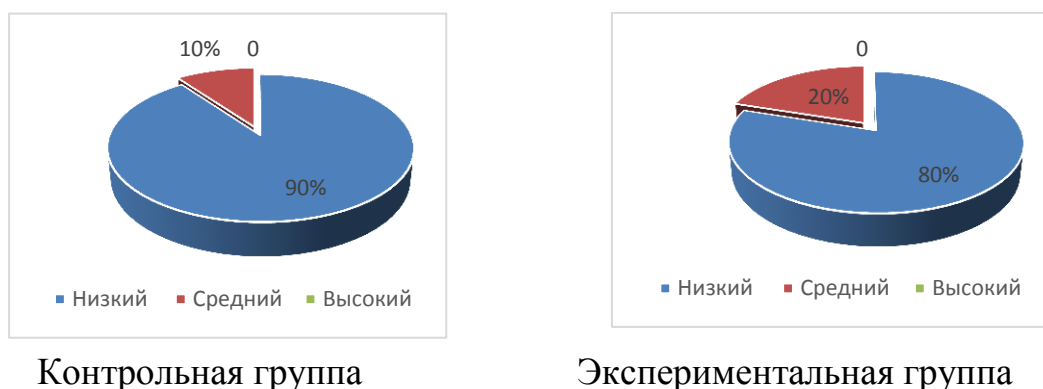 10% 0
90%
Низкий Средний Высокий
Контрольная группа
0
20%
80%
Низкий Средний Высокий
Экспериментальная группа